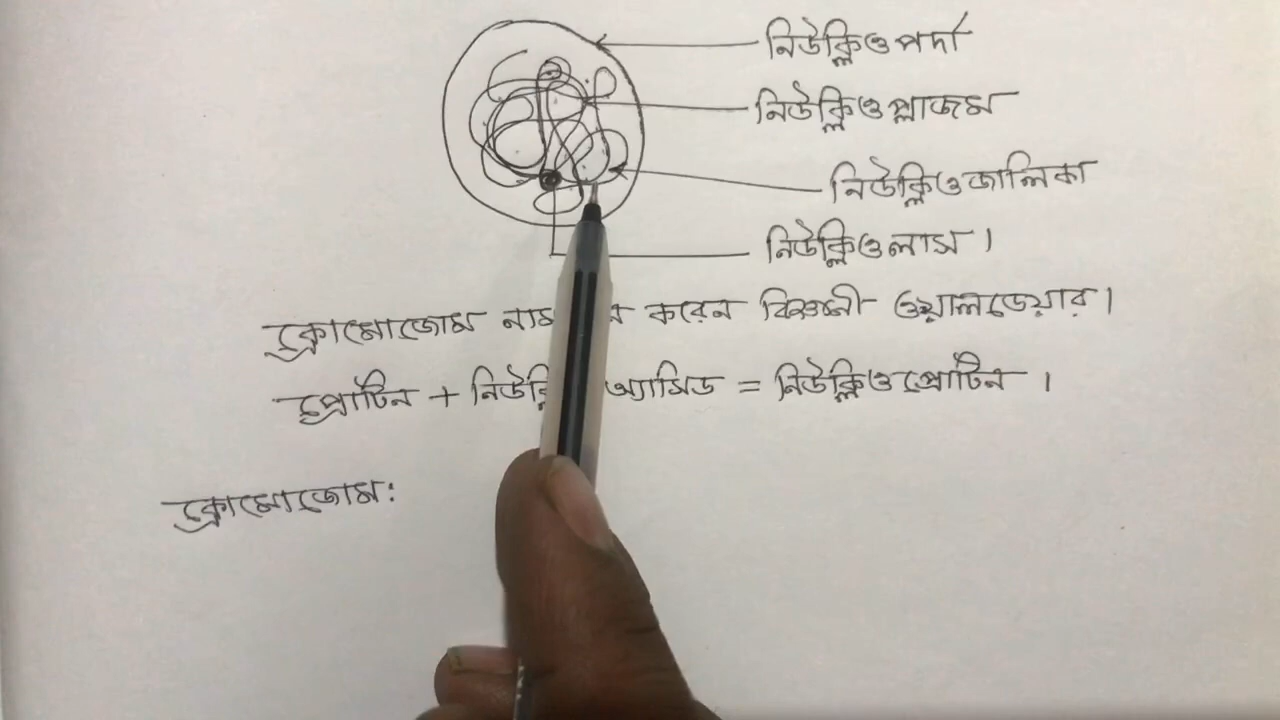 নিউক্লিওপর্দা
নিউক্লিওপ্লাজম
নিউক্লিওজালিকা
নিউক্লিওলাস ।
ক্রোমোজোম করেন বিজ্ঞানী ওয়ালডেয়ার ।
প্রোটিন + অ্যাসিড = নিউক্লিওপ্রোটিন ।
ক্রোমোজোম: